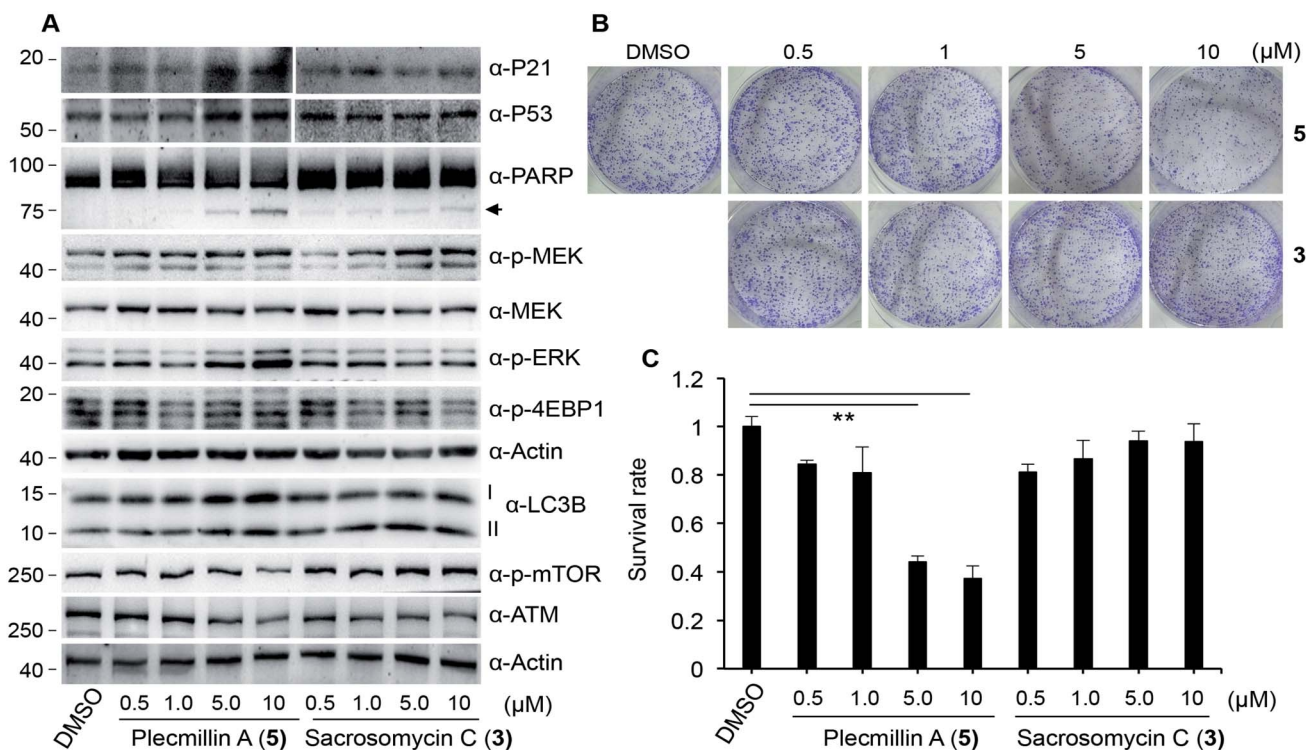 A
20
α-P21
50
α-P53
100
α-PARP
75
α-p-MEK
40
α-MEK
40
α-p-ERK
40
20
α-p-4EBP1
α-Actin
40
15
I
α-LC3B
10
II
250
α-p-mTOR
α-ATM
250
α-Actin
40
DMSO 0.5 1.0 5.0 10 0.5 1.0 5.0 10 (μM)
Plecmillin A (5) Sacrosomycin C (3)
B
DMSO 0.5 1 5 10 (μM)
5
3
C
1.2
1
0.8
0.6
0.4
0.2
0
Survival rate
**
DMSO 0.5 1.0 5.0 10 0.5 1.0 5.0 10 (μM)
Plecmillin A (5) Sacrosomycin C (3)